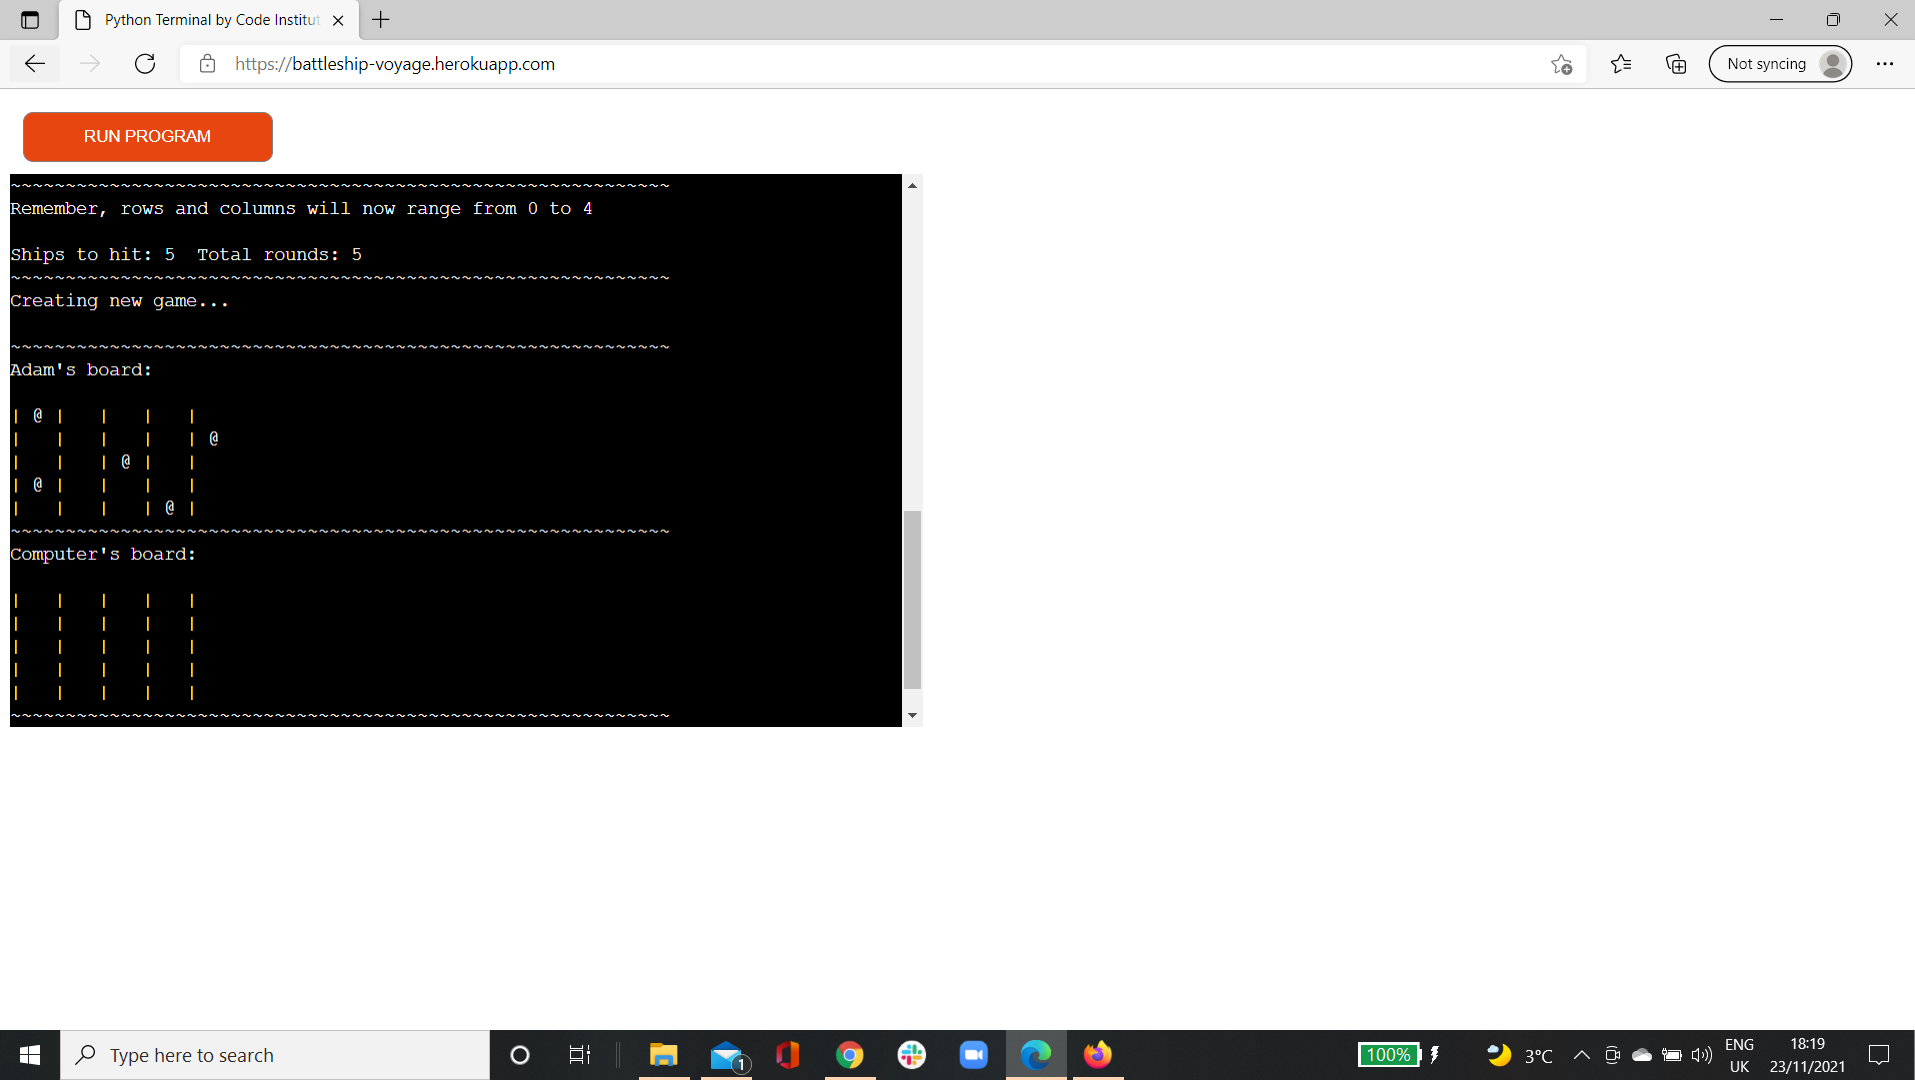 Python Terminal by Code Institut
https://battleship-voyage.herokuapp.com
Not syncing
RUN PROGRAM
~~~~~~~~~~~~~~~~~~~~~~~~~~~~~~~~~~~~~~~~~~~~~~~~~~~~~~~~~~~~
Remember, rows and columns will now range from 0 to 4
Ships to hit: 5  Total rounds: 5
~~~~~~~~~~~~~~~~~~~~~~~~~~~~~~~~~~~~~~~~~~~~~~~~~~~~~~~~~~~~
Creating new game...
~~~~~~~~~~~~~~~~~~~~~~~~~~~~~~~~~~~~~~~~~~~~~~~~~~~~~~~~~~~~
Adam's board:
| @ |   |   |   |
|   |   |   |   | @
|   |   | @ |   |
| @ |   |   |   |
|   |   |   | @ |
~~~~~~~~~~~~~~~~~~~~~~~~~~~~~~~~~~~~~~~~~~~~~~~~~~~~~~~~~~~~
Computer's board:
|   |   |   |   |
|   |   |   |   |
|   |   |   |   |
|   |   |   |   |
|   |   |   |   |
~~~~~~~~~~~~~~~~~~~~~~~~~~~~~~~~~~~~~~~~~~~~~~~~~~~~~~~~~~~~
Type here to search
1
100%
3°C
ENG
UK
18:19
23/11/2021